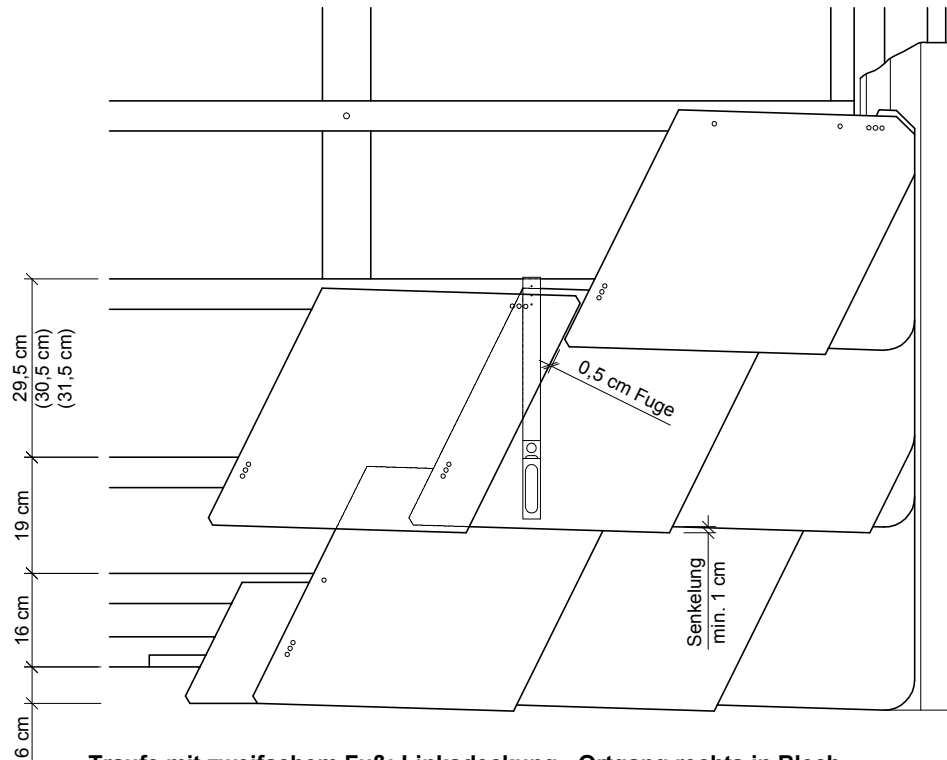 29,5 cm
(30,5 cm)
(31,5 cm)
0,5 cm Fuge
19 cm
16 cm
Senkelung
min. 1 cm
6 cm
Traufe mit zweifachem Fuß: Linksdeckung - Ortgang rechts in Blech